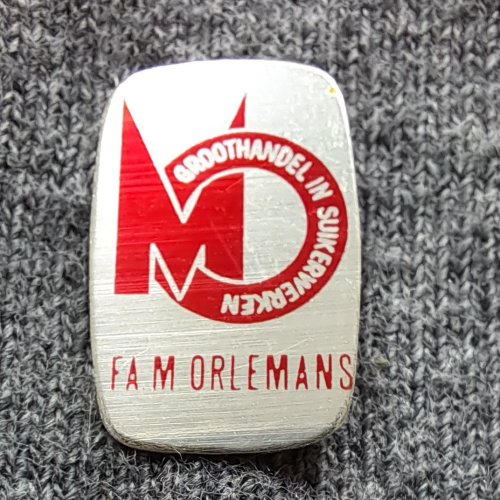 M
GROOTHANDEL IN SUIKERWERKEN
FA.M ORLEMANS